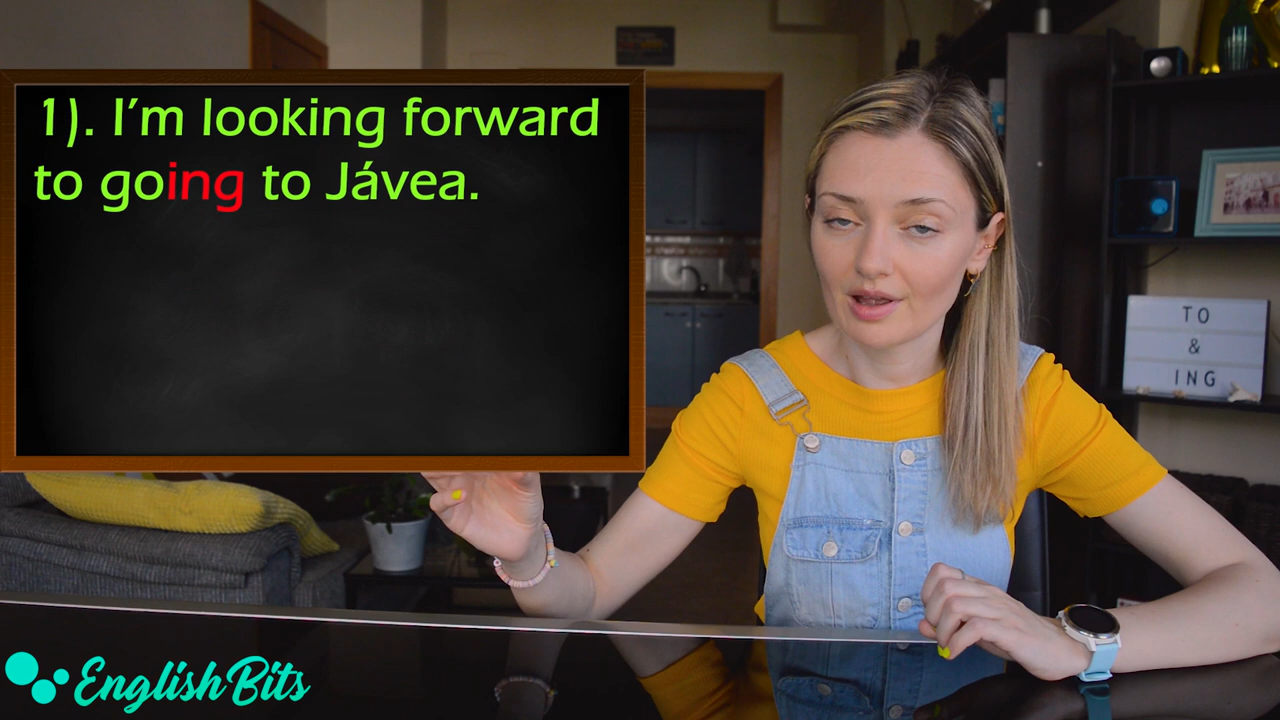 1). I'm looking forward
to going to Jávea.
TO
&
ING
EnglishBits